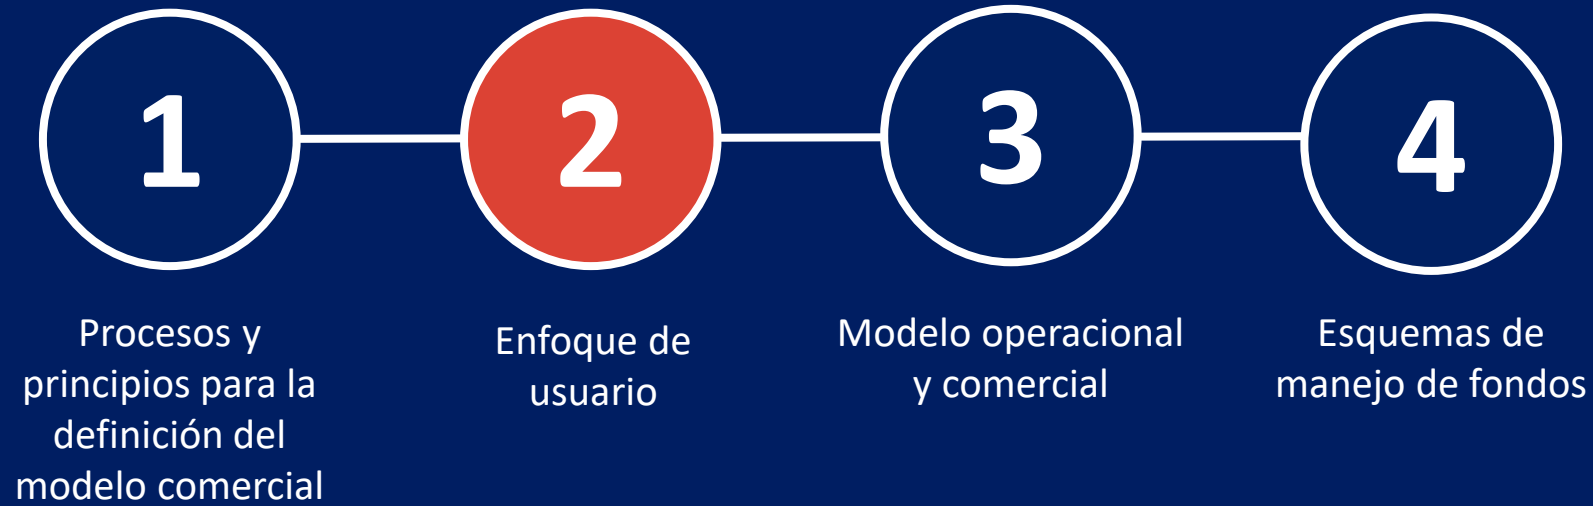 1
2
3
4
Procesos y
principios para la
definición del
modelo comercial
Enfoque de
usuario
Modelo operacional
y comercial
Esquemas de
manejo de fondos